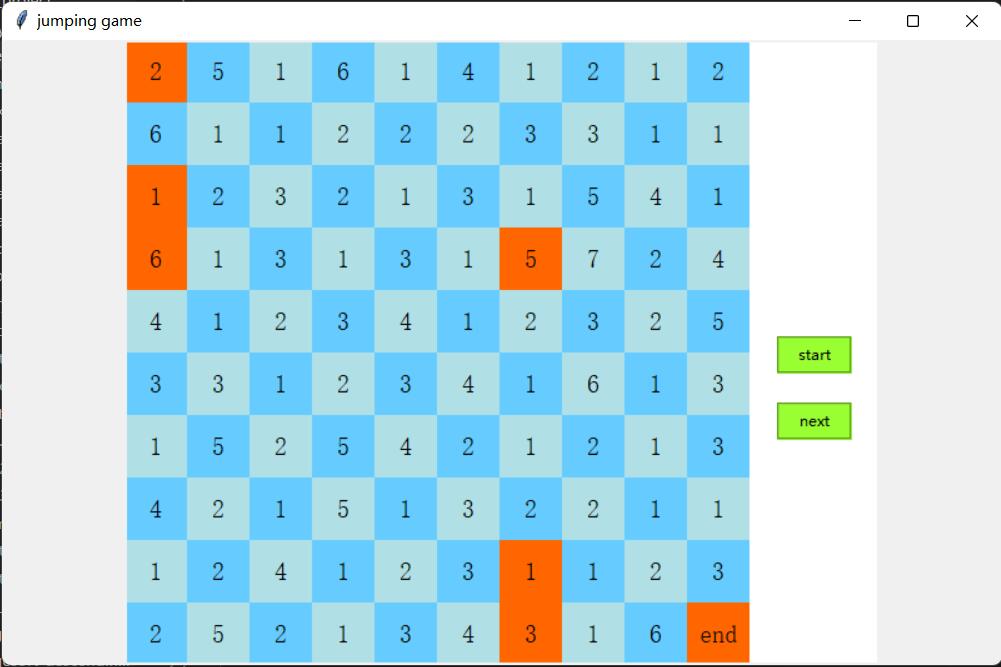 jumping game
2 5 1 6 1 4 1 2 1 2
6 1 1 2 2 2 3 3 1 1
1 2 3 2 1 3 1 5 4 1
6 1 3 1 3 1 5 7 2 4
4 1 2 3 4 1 2 3 2 5
start
3 3 1 2 3 4 1 6 1 3
next
1 5 2 5 4 2 1 2 1 3
4 2 1 5 1 3 2 2 1 1
1 2 4 1 2 3 1 1 2 3
2 5 2 1 3 4 3 1 6 end